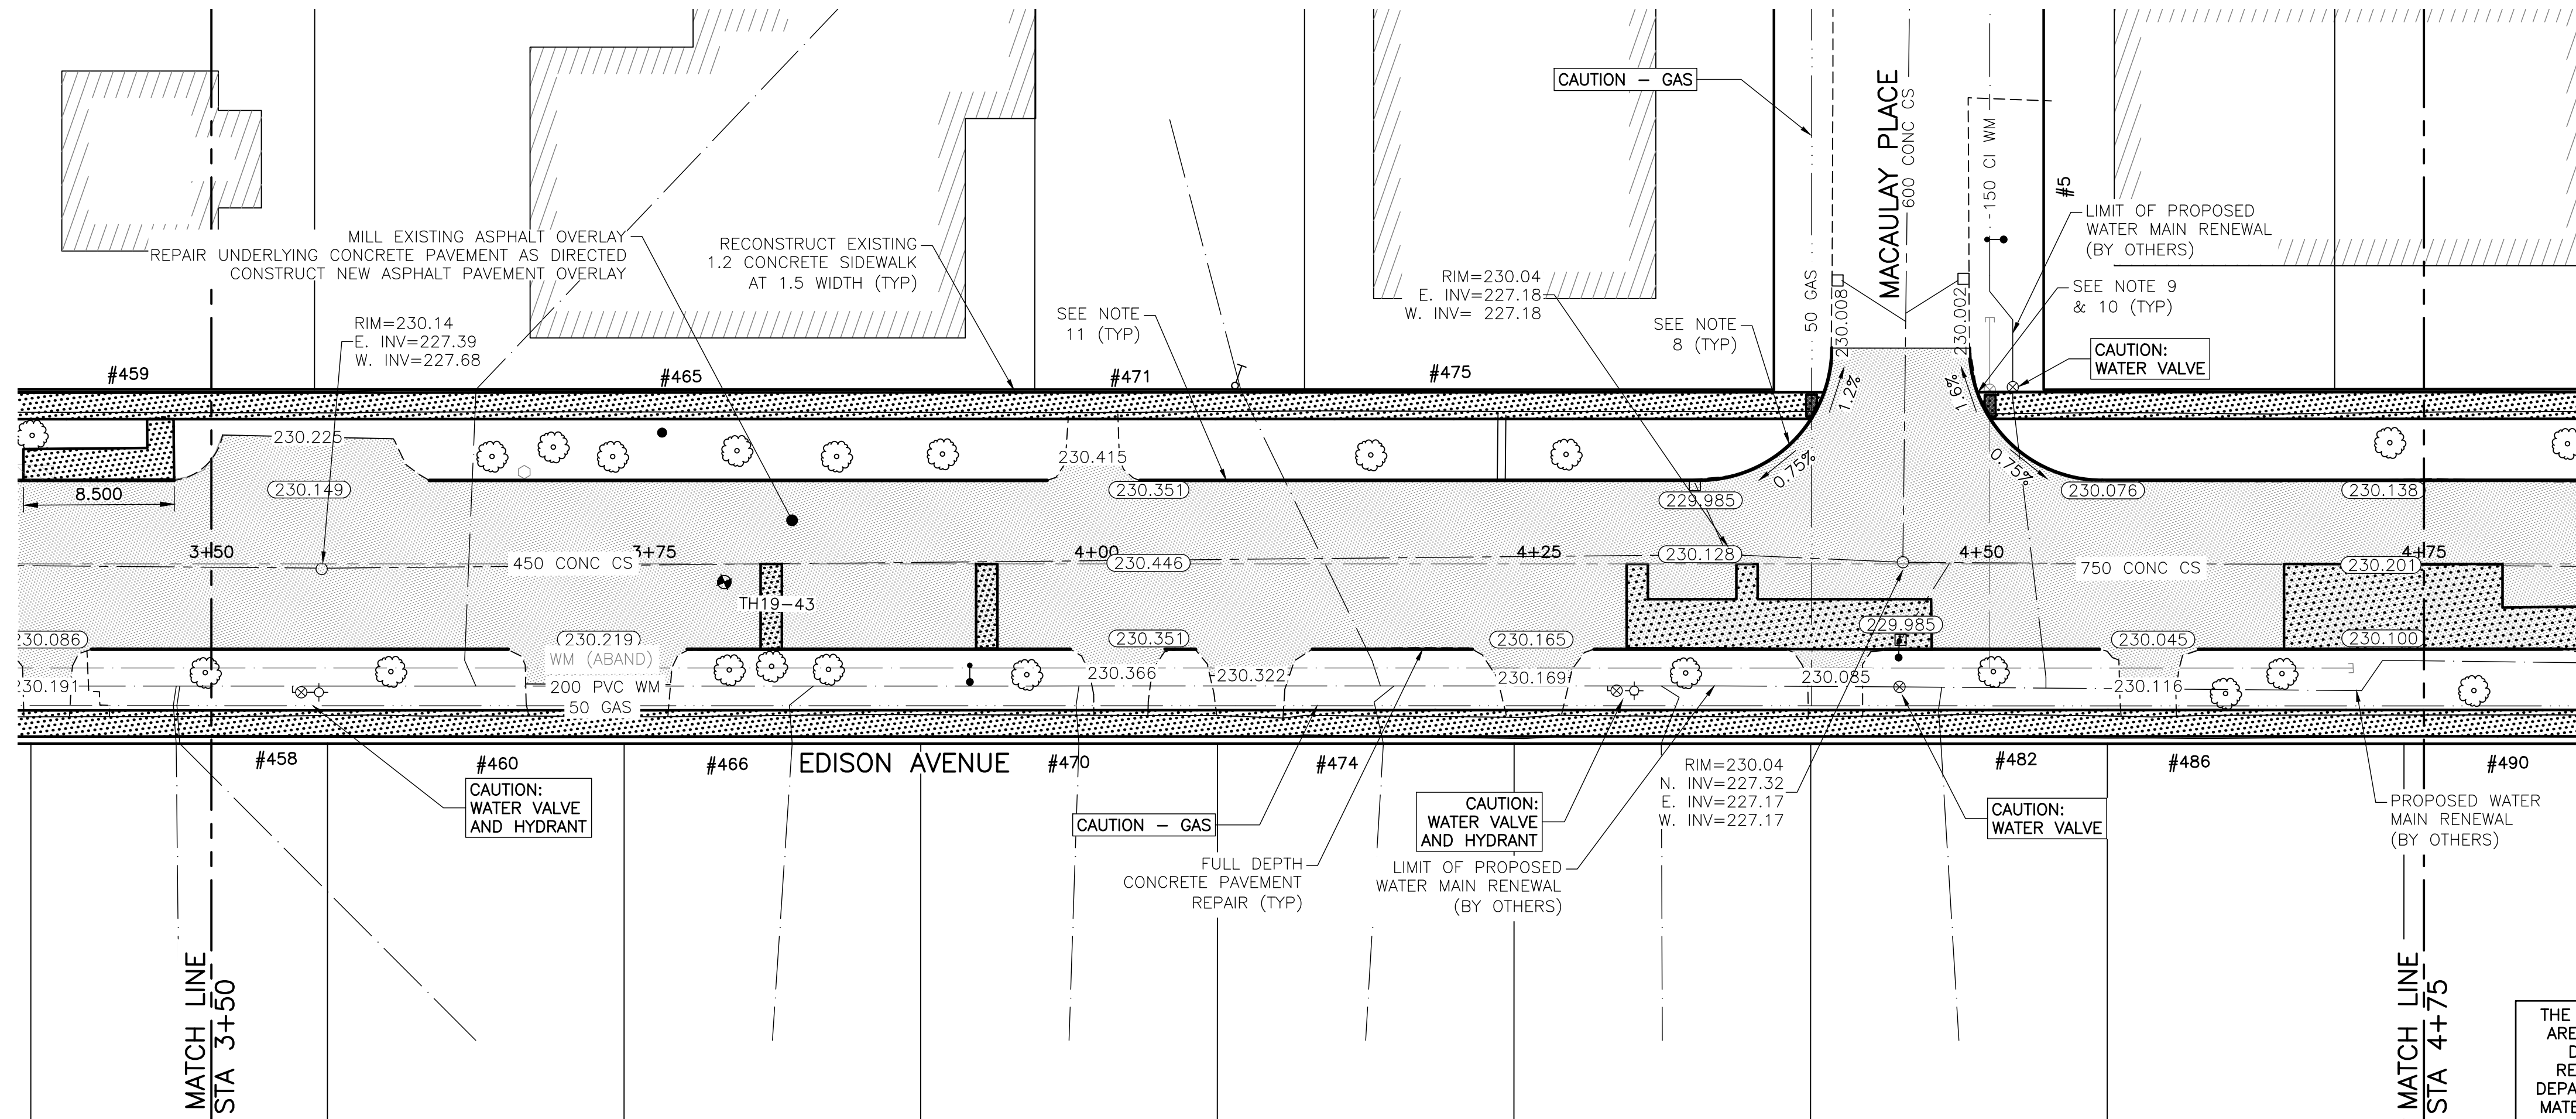 CAUTION – GAS
MACAULAY PLACE
600 CONC CS
150 CI WM
#5
LIMIT OF PROPOSED
WATER MAIN RENEWAL
(BY OTHERS)
MILL EXISTING ASPHALT OVERLAY
REPAIR UNDERLYING CONCRETE PAVEMENT AS DIRECTED
CONSTRUCT NEW ASPHALT PAVEMENT OVERLAY
RECONSTRUCT EXISTING
1.2 CONCRETE SIDEWALK
AT 1.5 WIDTH (TYP)
RIM=230.04
E. INV=227.18
W. INV= 227.18
SEE NOTE
11 (TYP)
SEE NOTE
8 (TYP)
50 GAS
230.008
230.002
SEE NOTE 9
& 10 (TYP)
RIM=230.14
E. INV=227.39
W. INV=227.68
CAUTION:
WATER VALVE
#459
#465
#471
#475
1.2%
1.6%
230.225
230.415
0.75%
0.75%
8.500
230.149
230.351
229.985
230.076
230.138
3+50
3+75
4+00
4+25
4+50
4+75
450 CONC CS
230.446
230.128
750 CONC CS
230.201
TH19–43
230.086
230.219
230.351
230.165
229.985
230.045
230.100
WM (ABAND)
230.191
200 PVC WM
230.366
230.322
230.169
230.085
230.116
50 GAS
#458
#460
#466
EDISON AVENUE
#470
#474
#482
#486
#490
CAUTION:
WATER VALVE
AND HYDRANT
CAUTION – GAS
CAUTION:
WATER VALVE
AND HYDRANT
RIM=230.04
N. INV=227.32
E. INV=227.17
W. INV=227.17
CAUTION:
WATER VALVE
PROPOSED WATER
MAIN RENEWAL
(BY OTHERS)
FULL DEPTH
CONCRETE PAVEMENT
REPAIR (TYP)
LIMIT OF PROPOSED
WATER MAIN RENEWAL
(BY OTHERS)
MATCH LINE
STA 3+50
MATCH LINE
STA 4+75
THE
ARE
D
RE
DEPA
MATE